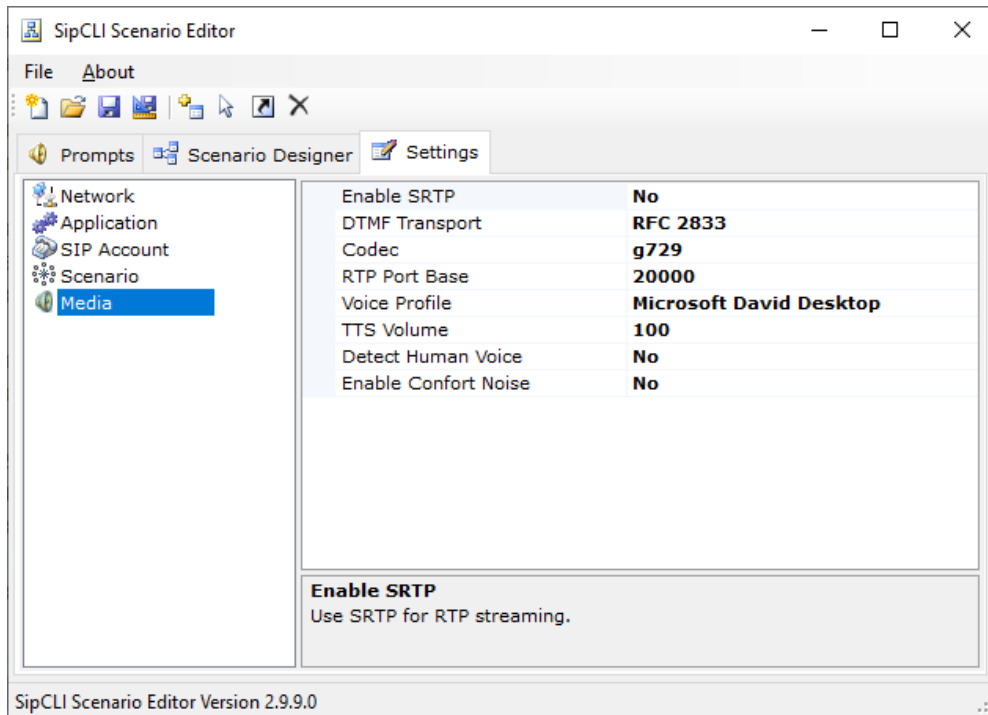 SipCLI Scenario Editor
File About
Prompts Scenario Designer Settings
Network
Application
SIP Account
Scenario
Media
Enable SRTP No
DTMF Transport RFC 2833
Codec g729
RTP Port Base 20000
Voice Profile Microsoft David Desktop
TTS Volume 100
Detect Human Voice No
Enable Confort Noise No
Enable SRTP
Use SRTP for RTP streaming.
SipCLI Scenario Editor Version 2.9.9.0